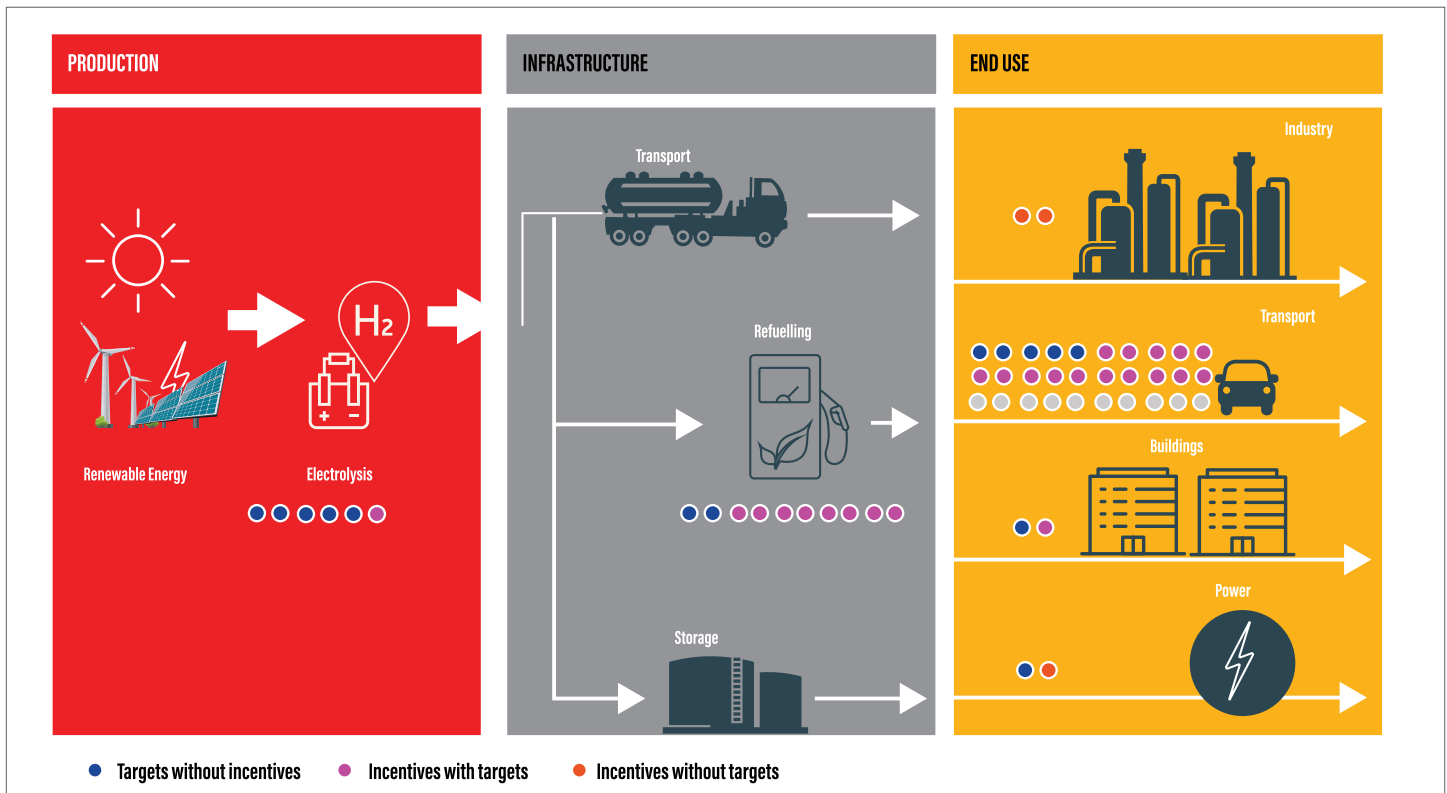 PRODUCTION
INFRASTRUCTURE
END USE
Renewable Energy
H2
+ -
Electrolysis
Transport
Refuelling
Storage
Industry
Transport
Buildings
Power
Targets without incentives
Incentives with targets
Incentives without targets